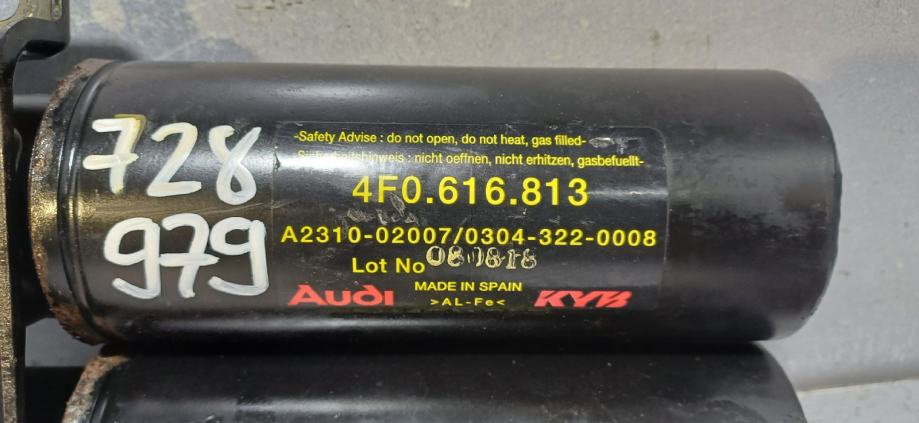 728
979
-Safety Advise : do not open, do not heat, gas filled-
Sicherheitshinweis : nicht oeffnen, nicht erhitzen, gasbefuellt-
4F0.616.813
A2310-02007/0304-322-0008
Lot No
MADE IN SPAIN
Audi >AL-Fe< KYB